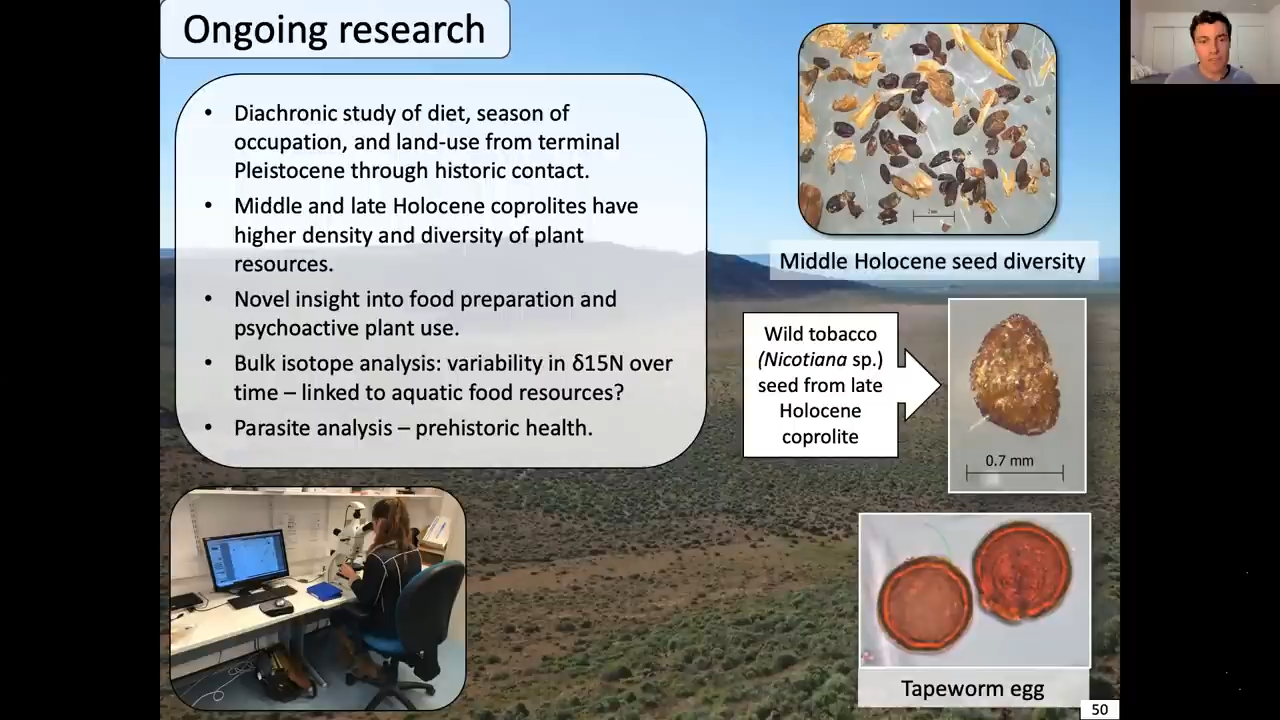 Ongoing research
• Diachronic study of diet, season of
occupation, and land-use from terminal
Pleistocene through historic contact.
• Middle and late Holocene coprolites have
higher density and diversity of plant
resources.
• Novel insight into food preparation and
psychoactive plant use.
• Bulk isotope analysis: variability in δ15N over
time – linked to aquatic food resources?
• Parasite analysis – prehistoric health.
Middle Holocene seed diversity
Wild tobacco
(Nicotiana sp.)
seed from late
Holocene
coprolite
0.7 mm
Tapeworm egg
50